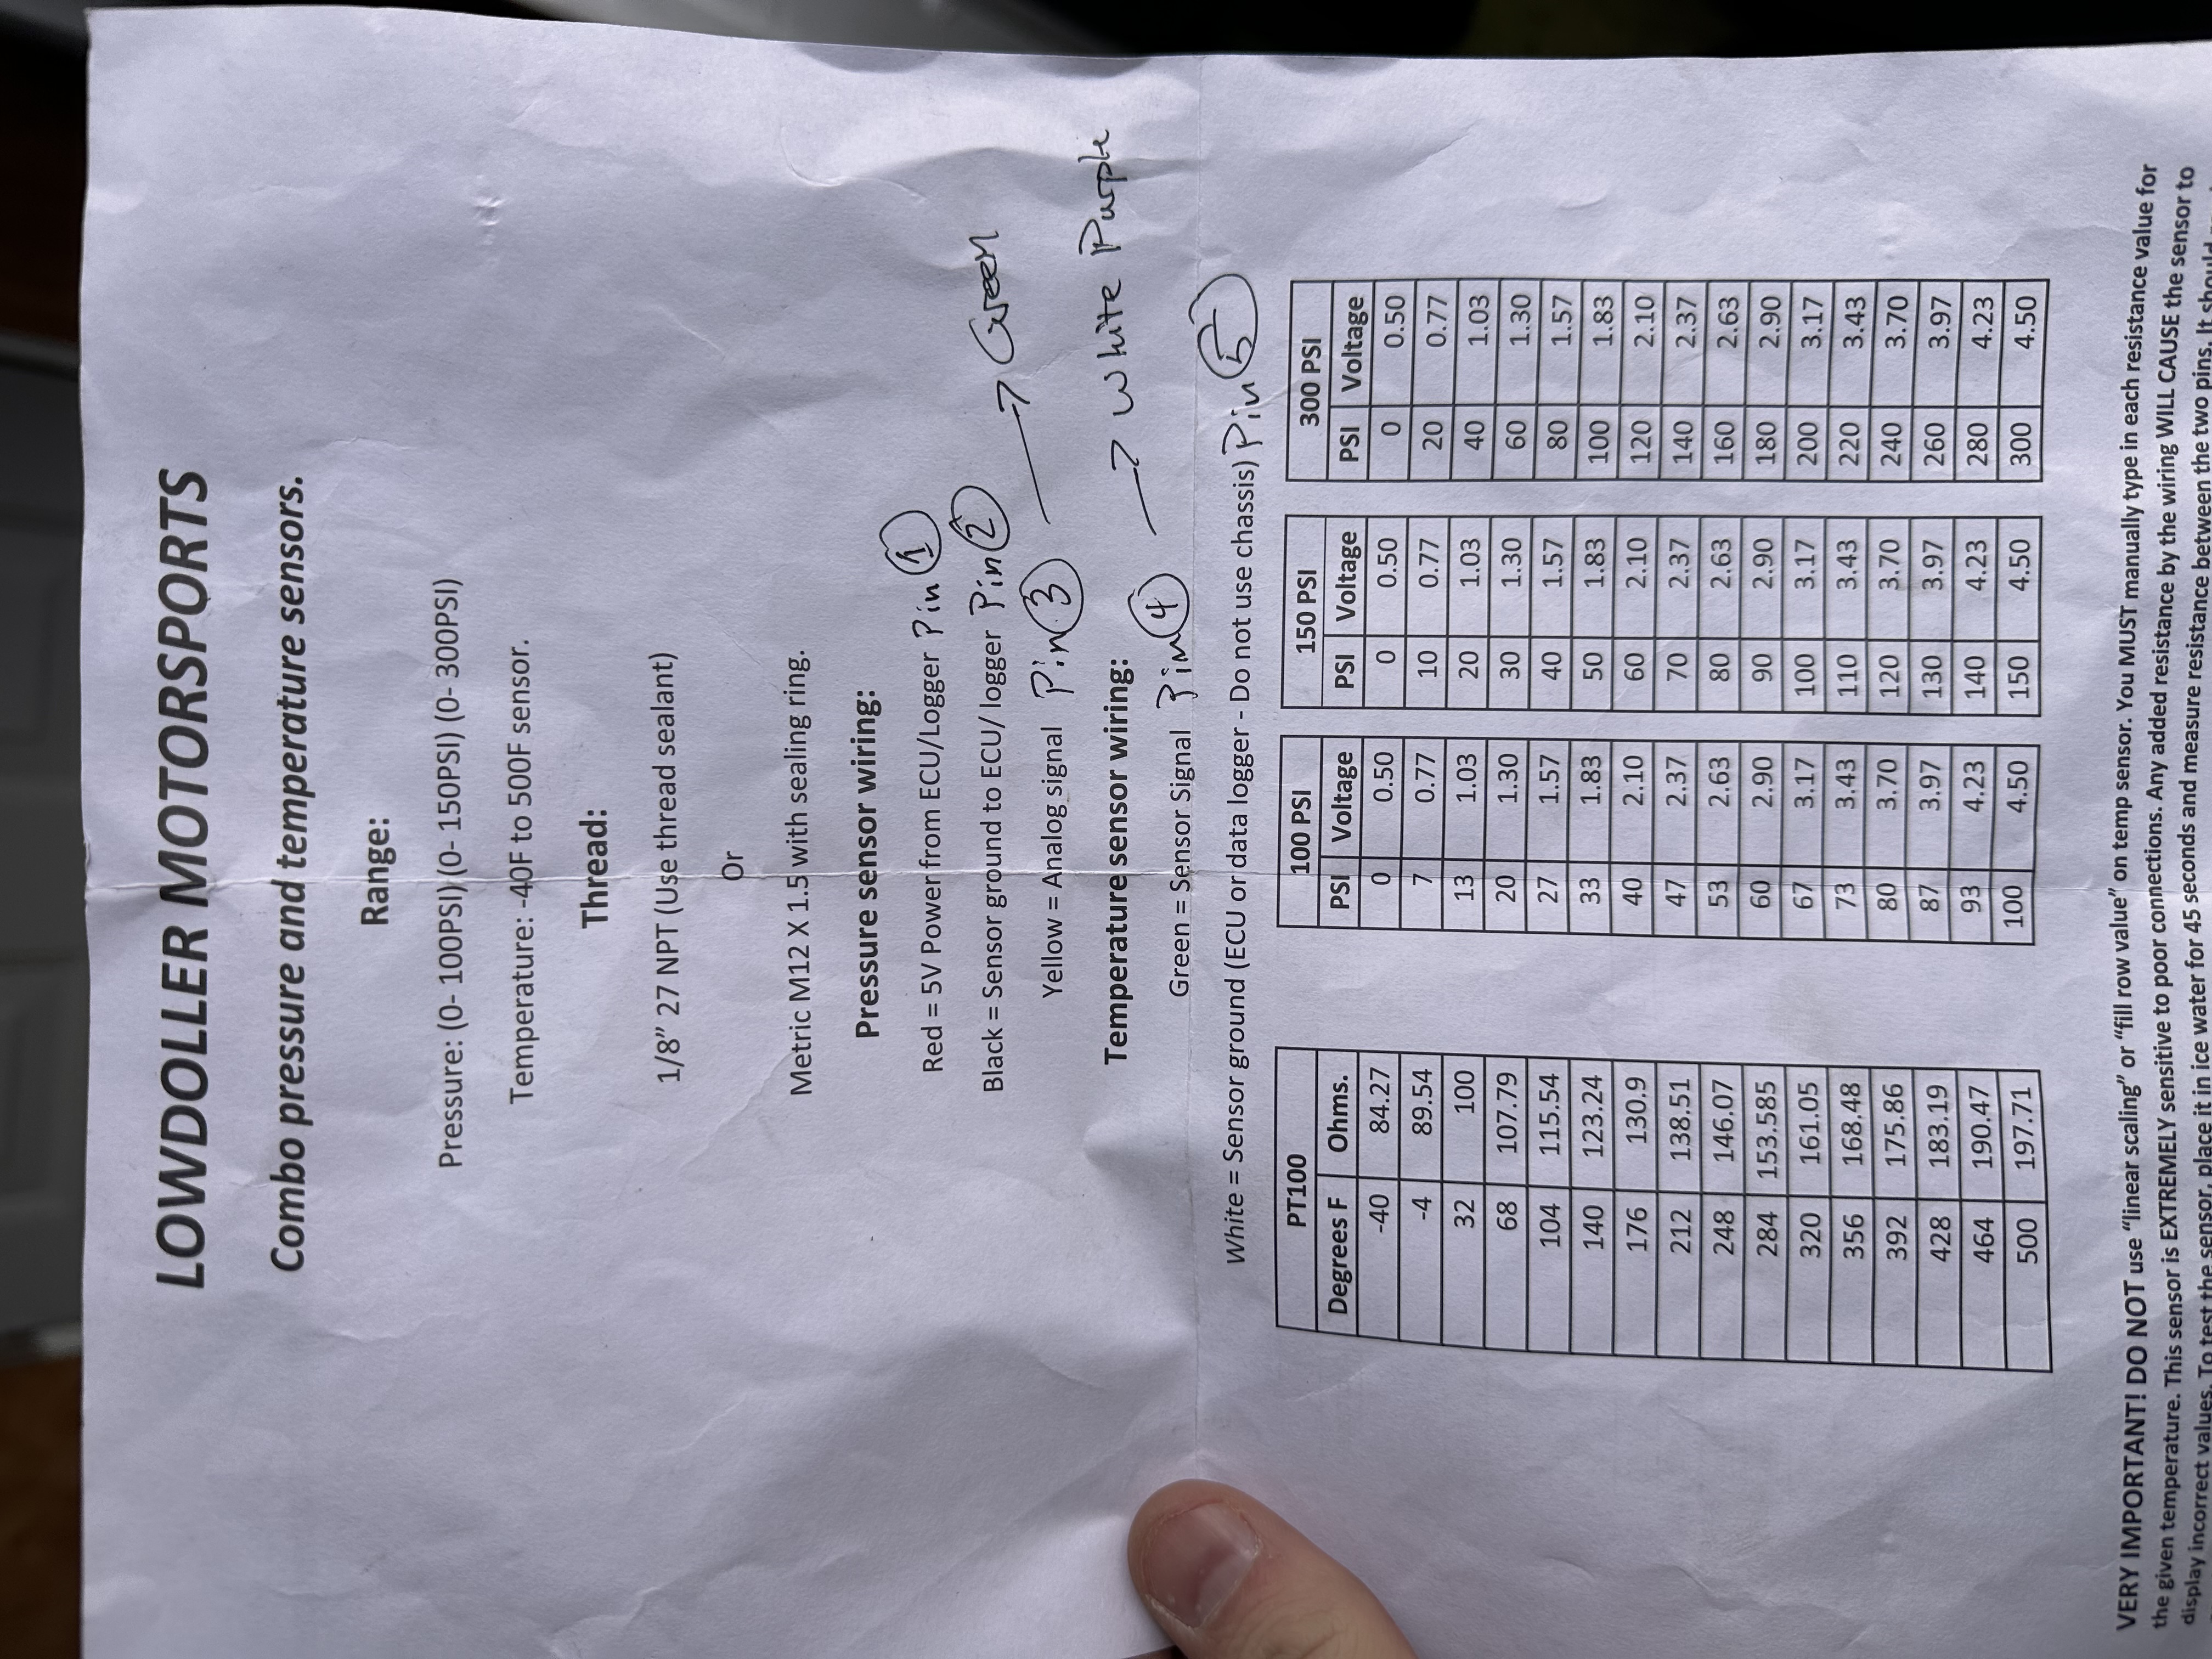 LOWDOLLER MOTORSPORTS
Combo pressure and temperature sensors.
Range:
Pressure: (0- 100PSI) (0- 150PSI) (0- 300PSI)
Temperature: -40F to 500F sensor.
Thread:
1/8” 27 NPT (Use thread sealant)
Or
Metric M12 X 1.5 with sealing ring.
Pressure sensor wiring:
Red = 5V Power from ECU/Logger Pin 1
Black = Sensor ground to ECU/ logger Pin 2
Yellow = Analog signal Pin 3 → Green
Temperature sensor wiring: → White Purple
Green = Sensor Signal Pin 4
White = Sensor ground (ECU or data logger - Do not use chassis) Pin 5
PT100
Degrees F Ohms.
-40 84.27
-4 89.54
32 100
68 107.79
104 115.54
140 123.24
176 130.9
212 138.51
248 146.07
284 153.585
320 161.05
356 168.48
392 175.86
428 183.19
464 190.47
500 197.71
100 PSI
PSI Voltage
0 0.50
7 0.77
13 1.03
20 1.30
27 1.57
33 1.83
40 2.10
47 2.37
53 2.63
60 2.90
67 3.17
73 3.43
80 3.70
87 3.97
93 4.23
100 4.50
150 PSI
PSI Voltage
0 0.50
10 0.77
20 1.03
30 1.30
40 1.57
50 1.83
60 2.10
70 2.37
80 2.63
90 2.90
100 3.17
110 3.43
120 3.70
130 3.97
140 4.23
150 4.50
300 PSI
PSI Voltage
0 0.50
20 0.77
40 1.03
60 1.30
80 1.57
100 1.83
120 2.10
140 2.37
160 2.63
180 2.90
200 3.17
220 3.43
240 3.70
260 3.97
280 4.23
300 4.50
VERY IMPORTANT! DO NOT use “linear scaling” or “fill row value” on temp sensor. You MUST manually type in each resistance value for
the given temperature. This sensor is EXTREMELY sensitive to poor connections. Any added resistance by the wiring WILL CAUSE the sensor to
display incorrect values. To test the sensor, place it in ice water for 45 seconds and measure resistance between the two pins. It should